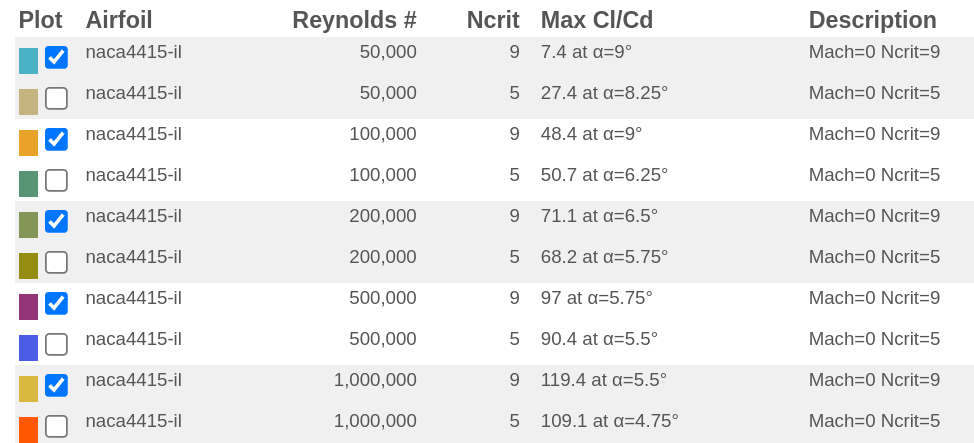 Plot Airfoil Reynolds # Ncrit Max Cl/Cd Description
naca4415-il 50,000 9 7.4 at α=9° Mach=0 Ncrit=9
naca4415-il 50,000 5 27.4 at α=8.25° Mach=0 Ncrit=5
naca4415-il 100,000 9 48.4 at α=9° Mach=0 Ncrit=9
naca4415-il 100,000 5 50.7 at α=6.25° Mach=0 Ncrit=5
naca4415-il 200,000 9 71.1 at α=6.5° Mach=0 Ncrit=9
naca4415-il 200,000 5 68.2 at α=5.75° Mach=0 Ncrit=5
naca4415-il 500,000 9 97 at α=5.75° Mach=0 Ncrit=9
naca4415-il 500,000 5 90.4 at α=5.5° Mach=0 Ncrit=5
naca4415-il 1,000,000 9 119.4 at α=5.5° Mach=0 Ncrit=9
naca4415-il 1,000,000 5 109.1 at α=4.75° Mach=0 Ncrit=5